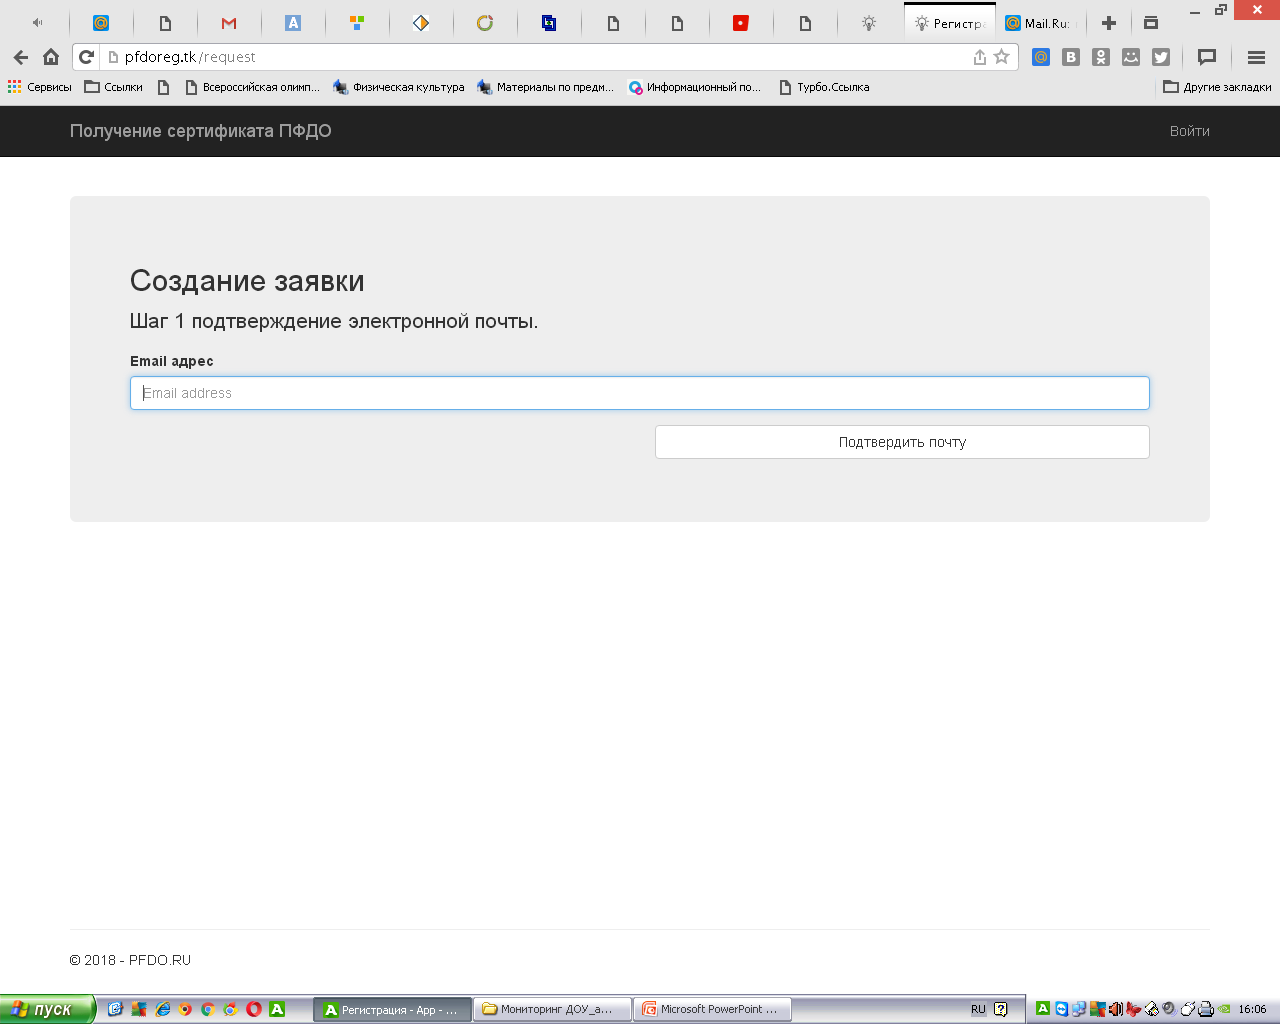 Регистра
Mail.Ru:
pfdoreg.tk/request
Сервисы
Ссылки
Всероссийская олимп...
Физическая культура
Материалы по предм...
Информационный по...
Турбо.Ссылка
Другие закладки
Получение сертификата ПФДО
Войти
Создание заявки
Шаг 1 подтверждение электронной почты.
Email адрес
Email address
Подтвердить почту
© 2018 - PFDO.RU
пуск
Регистрация - App - ...
Мониторинг ДОУ_а...
Microsoft PowerPoint ...
RU
16:06